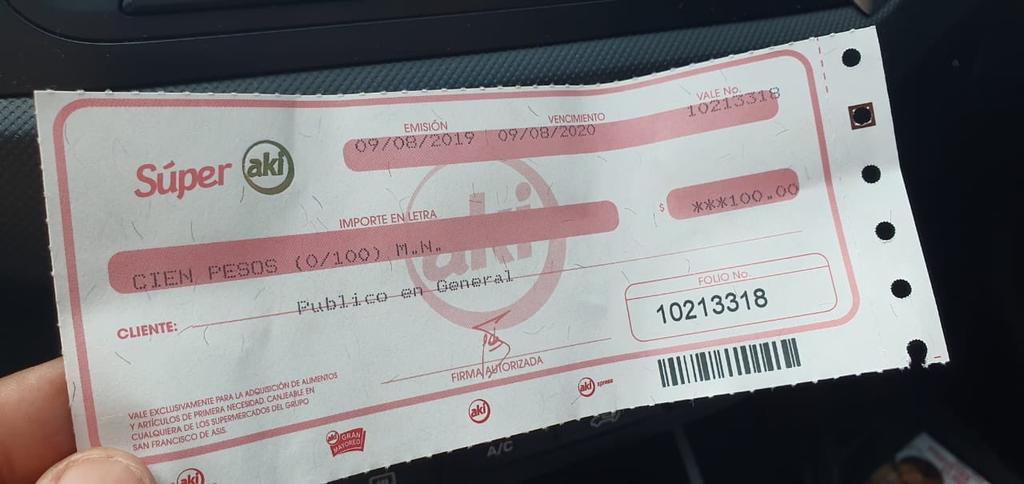 EMISIÓN VENCIMIENTO VALE No.
09/08/2019 09/08/2020 10213318
Súper aki
IMPORTE EN LETRA
$ ***100.00
CIEN PESOS (0/100) M.N.
aki
CLIENTE: Publico en General
FOLIO No.
10213318
FIRMA AUTORIZADA
VALE EXCLUSIVAMENTE PARA LA ADQUISICIÓN DE ALIMENTOS
Y ARTÍCULOS DE PRIMERA NECESIDAD. CANJEABLE EN
CUALQUIERA DE LOS SUPERMERCADOS DEL GRUPO
SAN FRANCISCO DE ASIS.
aki
aki GRAN MAYOREO
aki
aki xpress
A/C